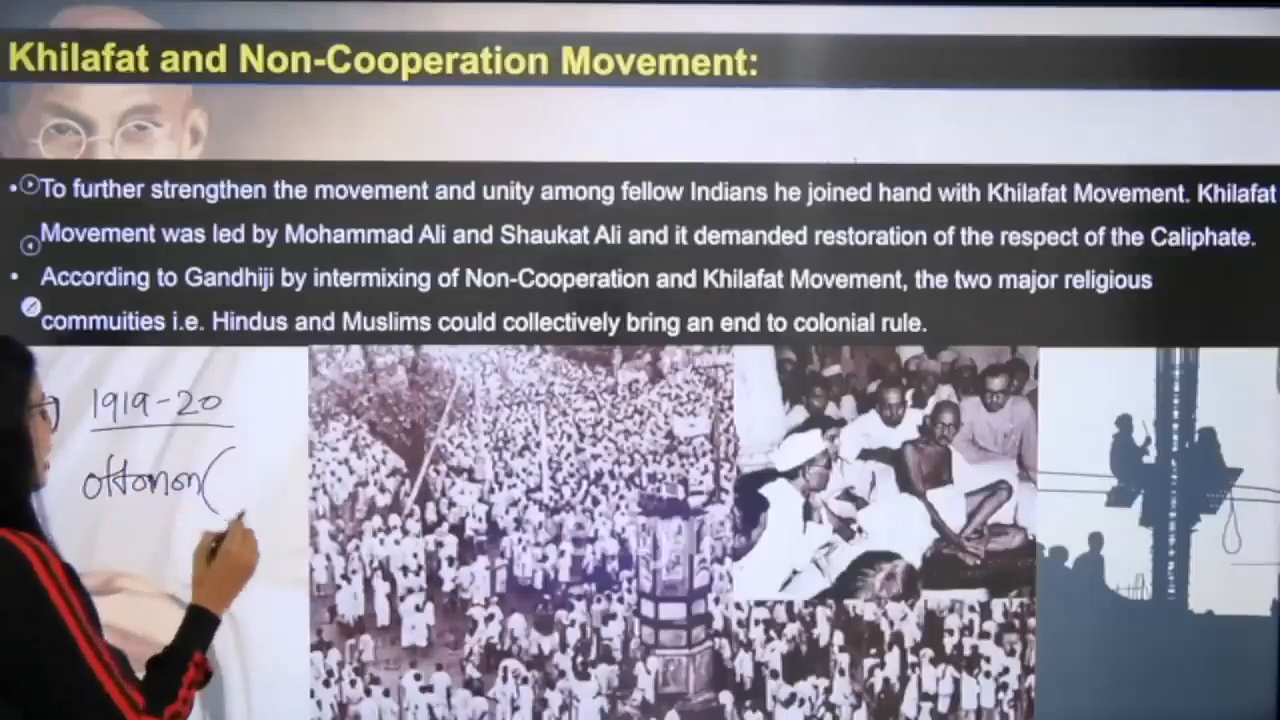 Khilafat and Non-Cooperation Movement:
• To further strengthen the movement and unity among fellow Indians he joined hand with Khilafat Movement. Khilafat
Movement was led by Mohammad Ali and Shaukat Ali and it demanded restoration of the respect of the Caliphate.
• According to Gandhiji by intermixing of Non-Cooperation and Khilafat Movement, the two major religious
commuities i.e. Hindus and Muslims could collectively bring an end to colonial rule.
1919-20
ottonon(